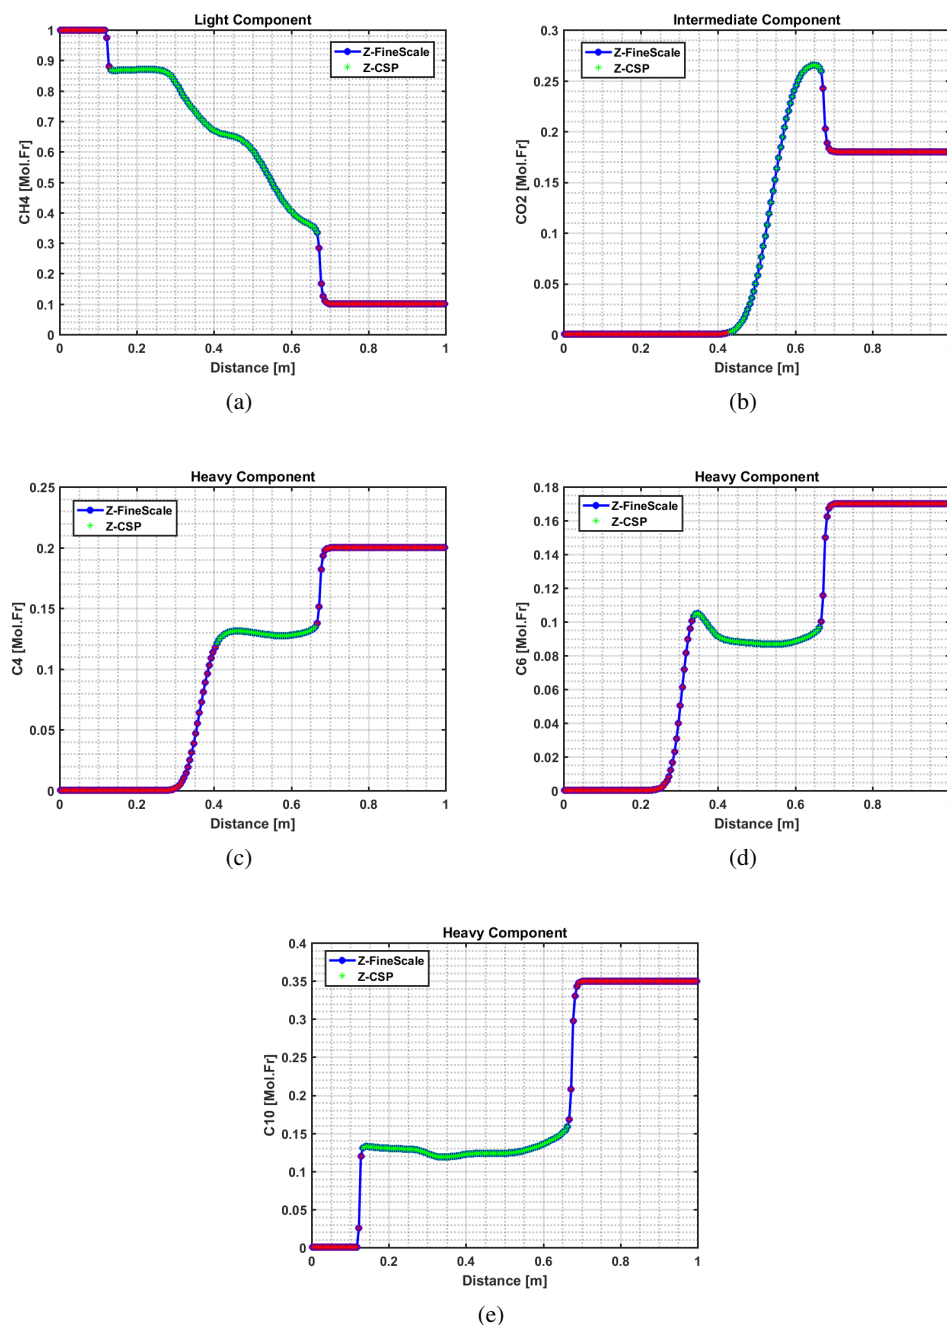 Light Component
CH4 [Mol.Fr]
1
0.9
0.8
0.7
0.6
0.5
0.4
0.3
0.2
0.1
0
Z-FineScale
Z-CSP
0 0.2 0.4 0.6 0.8 1
Distance [m]
(a)
Intermediate Component
CO2 [Mol.Fr]
0.3
0.25
0.2
0.15
0.1
0.05
0
Z-FineScale
Z-CSP
0 0.2 0.4 0.6 0.8
Distance [m]
(b)
Heavy Component
C4 [Mol.Fr]
0.25
0.2
0.15
0.1
0.05
0
Z-FineScale
Z-CSP
0 0.2 0.4 0.6 0.8 1
Distance [m]
(c)
Heavy Component
C6 [Mol.Fr]
0.18
0.16
0.14
0.12
0.1
0.08
0.06
0.04
0.02
0
Z-FineScale
Z-CSP
0 0.2 0.4 0.6 0.8
Distance [m]
(d)
Heavy Component
C10 [Mol.Fr]
0.4
0.35
0.3
0.25
0.2
0.15
0.1
0.05
0
Z-FineScale
Z-CSP
0 0.2 0.4 0.6 0.8 1
Distance [m]
(e)